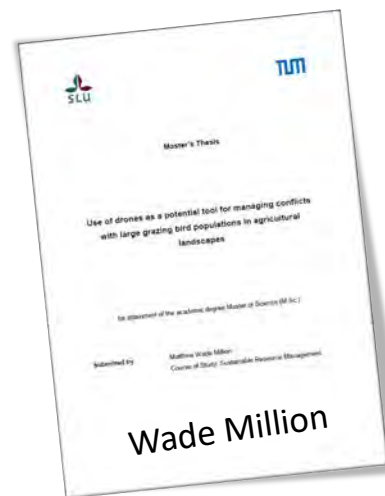 SLU
TUM
Master's Thesis
Use of drones as a potential tool for managing conflicts
with large grazing bird populations in agricultural
landscapes
for attainment of the academic degree Master of Science (M.Sc.)
Submitted by
Matthew Wade Million
Course of Study: Sustainable Resource Management
Wade Million